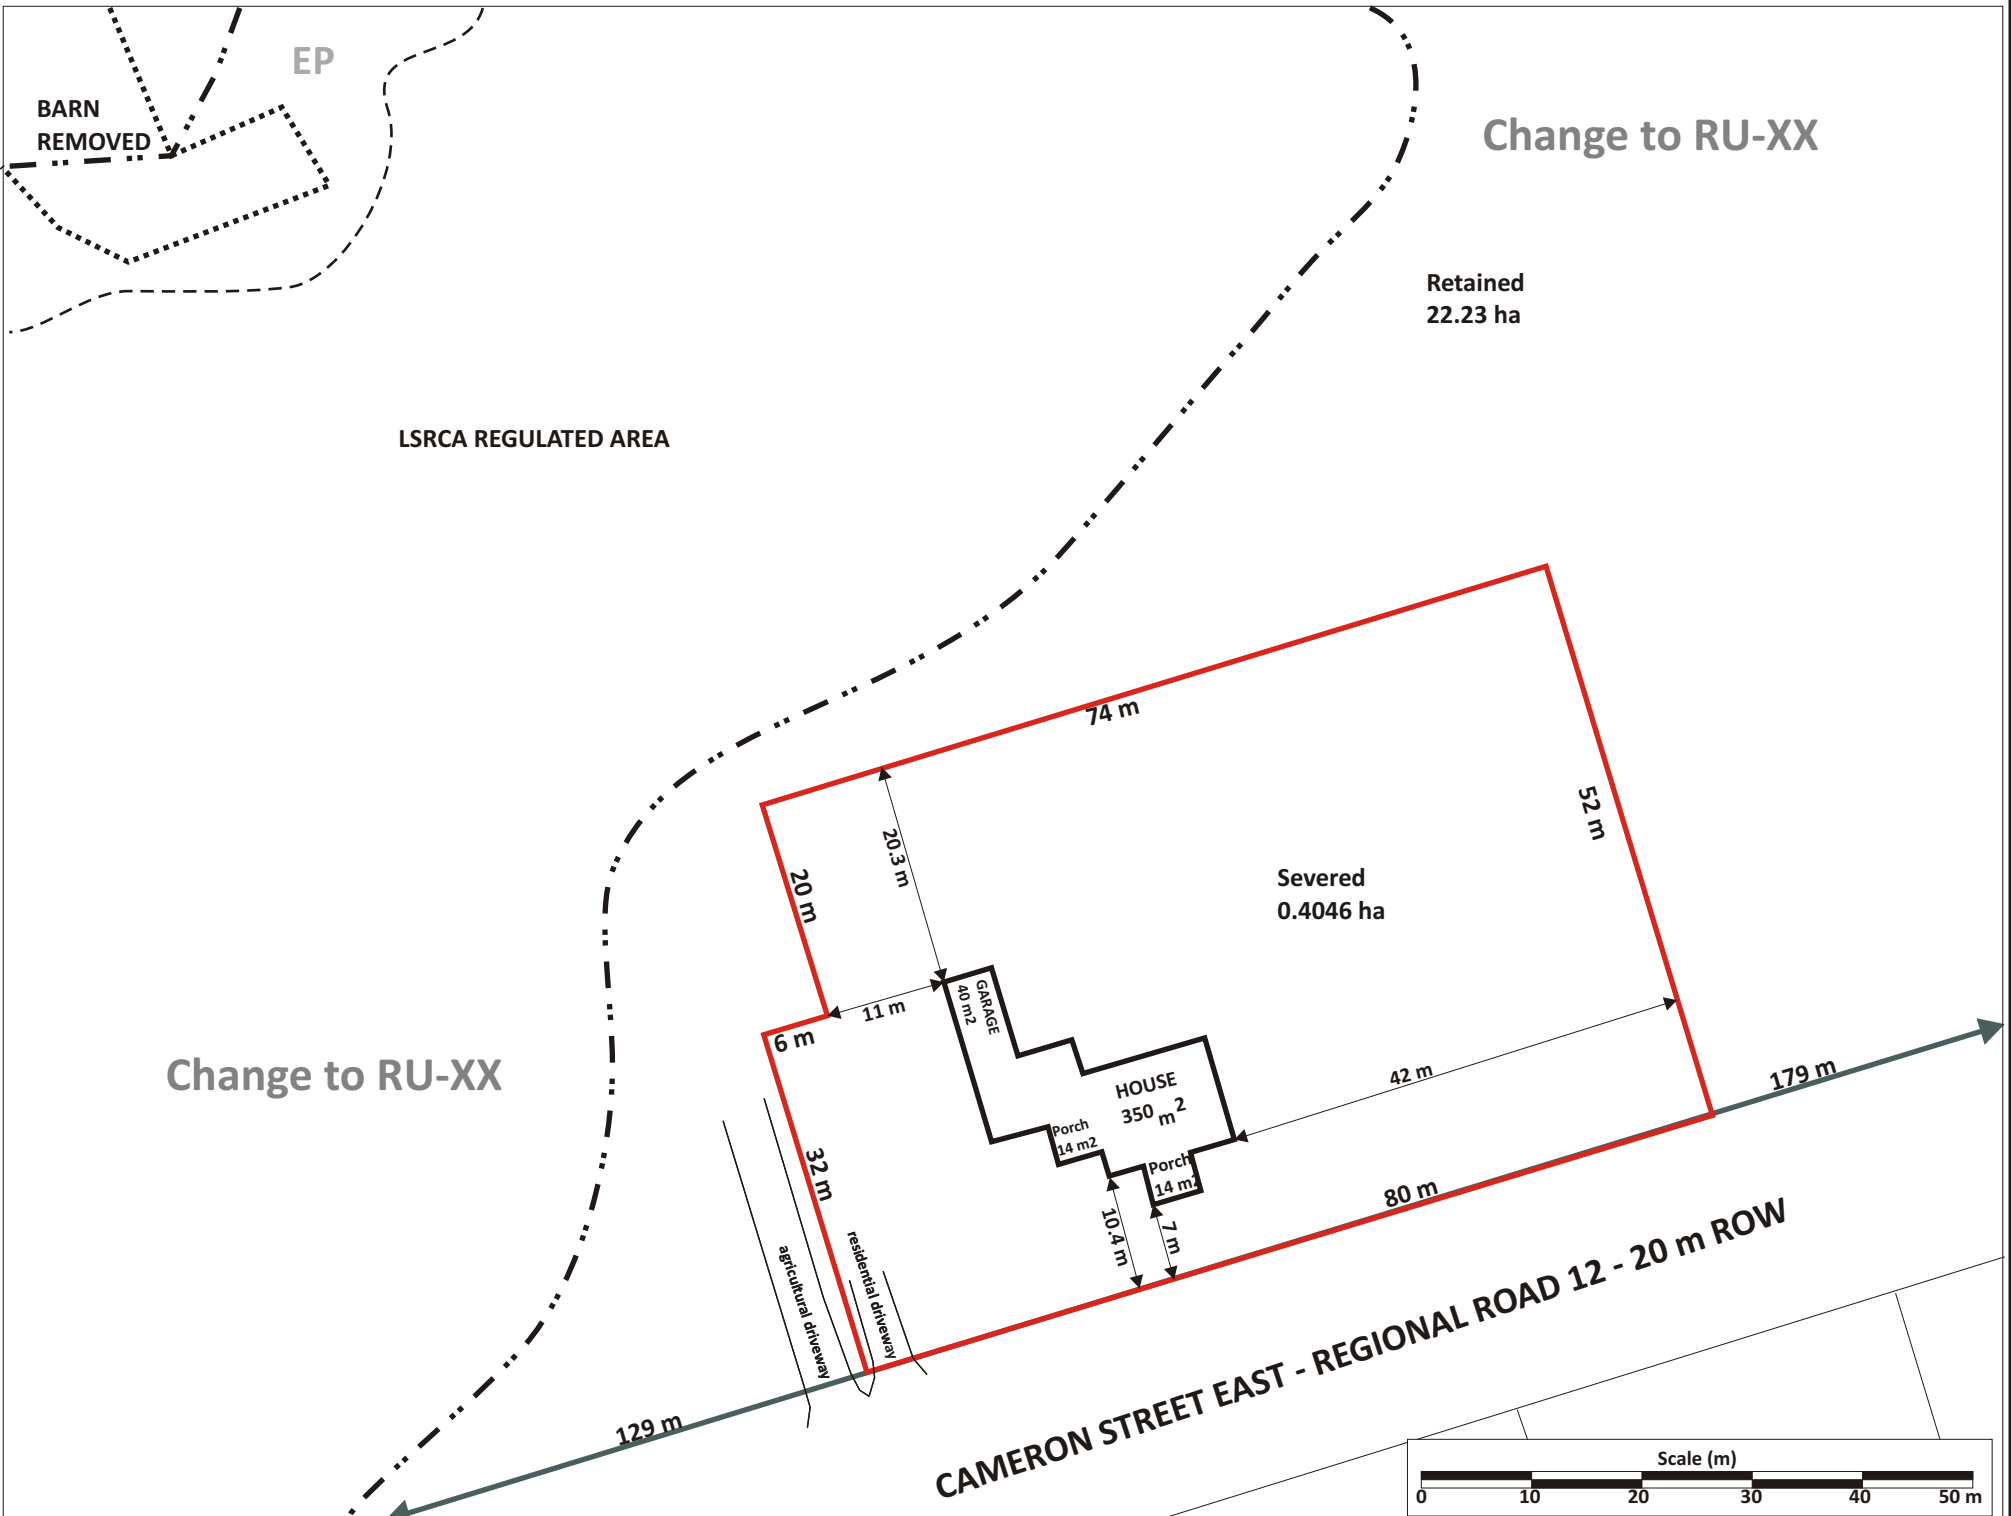 EP
BARN
REMOVED
Change to RU-XX
Retained
22.23 ha
LSRCA REGULATED AREA
74 m
52 m
20.3 m
20 m
Severed
0.4046 ha
GARAGE
40 m2
11 m
6 m
Change to RU-XX
HOUSE
350 m2
42 m
179 m
Porch
14 m2
Porch
14 m2
32 m
10.4 m
7 m
80 m
residential driveway
agricultural driveway
129 m
CAMERON STREET EAST - REGIONAL ROAD 12 - 20 m ROW
Scale (m)
0 10 20 30 40 50 m